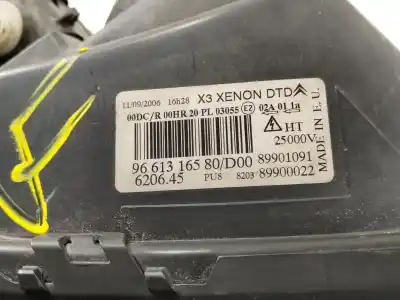 11/09/2006 16h28 X3 XENON DTD
00DC/R 00HR 20 PL 03055 E2 02A 01 1a
HT
25000V
MADE IN E.U.
96 613 165 80/D00 89901091
6206.45 PU8 8203 89900022